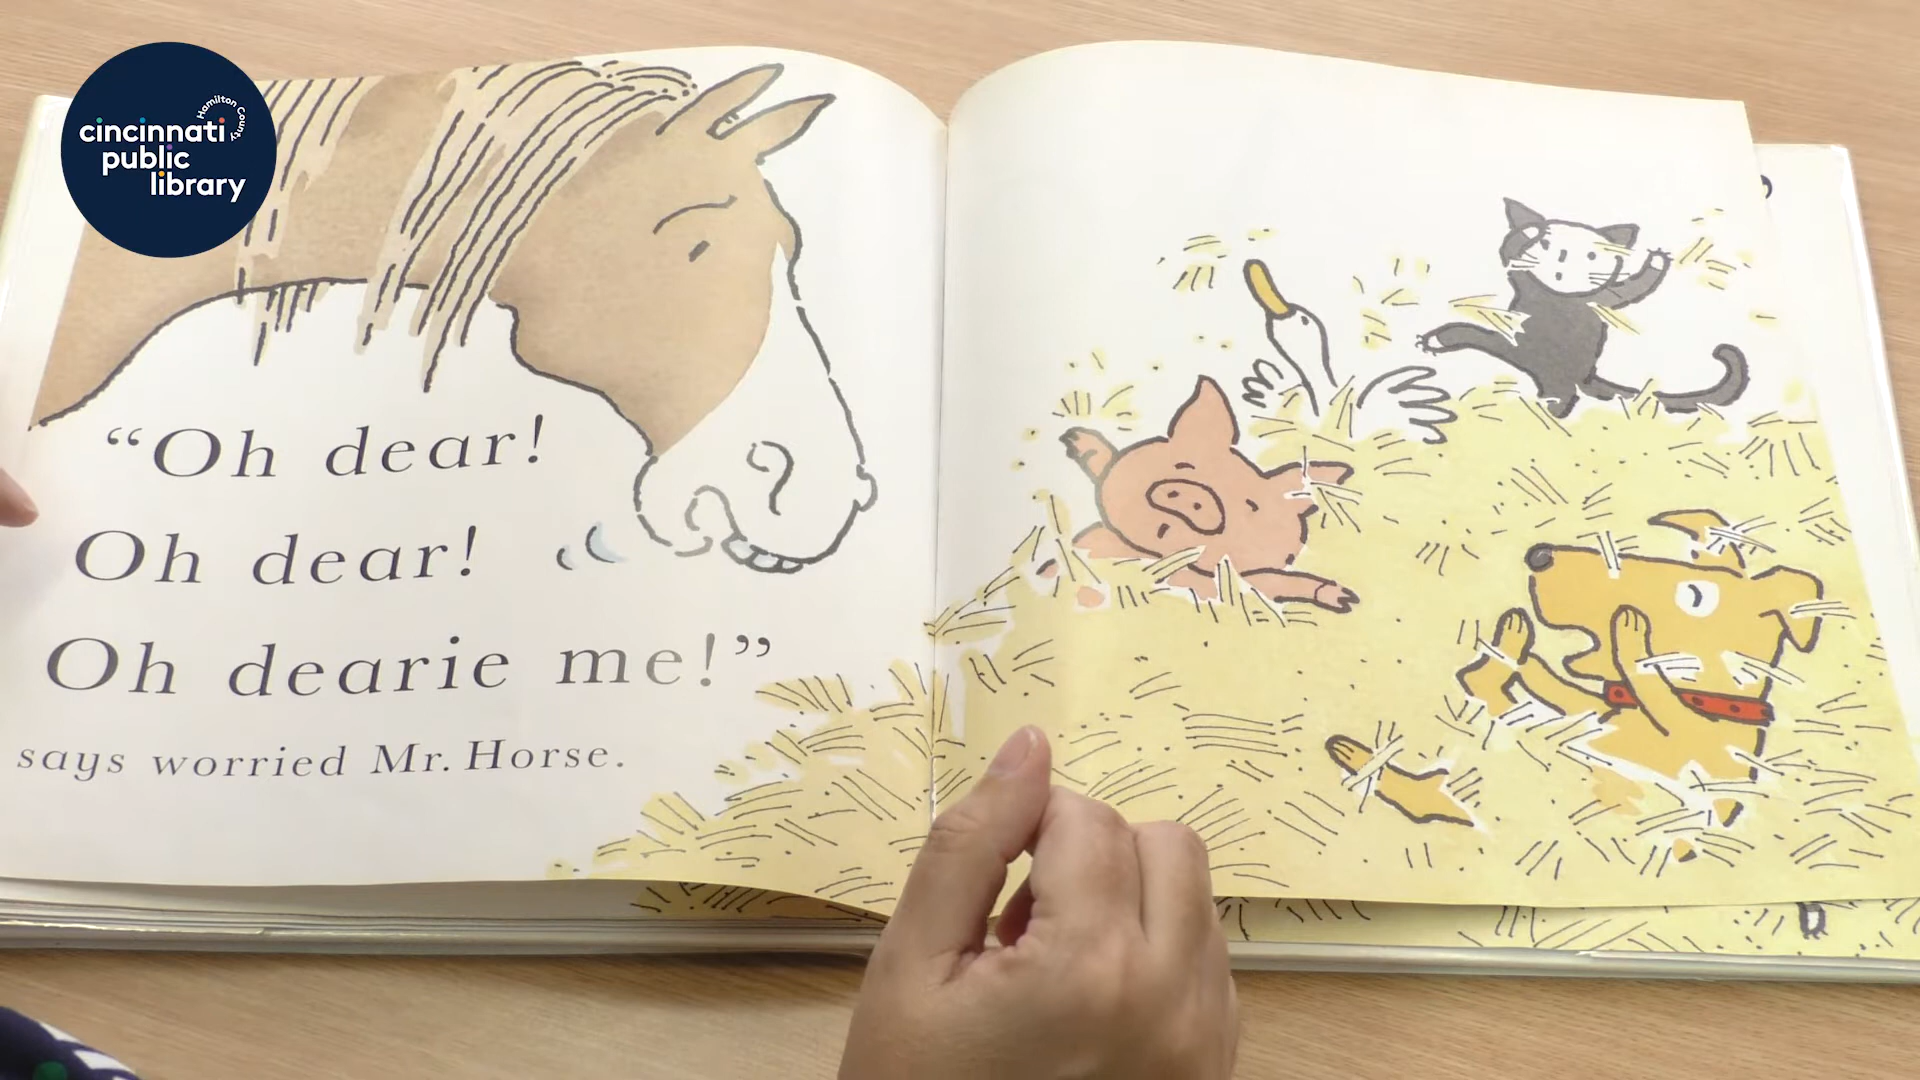 Hamilton County
cincinnati
public
library
“Oh dear!
Oh dear!
Oh dearie me!”
says worried Mr. Horse.